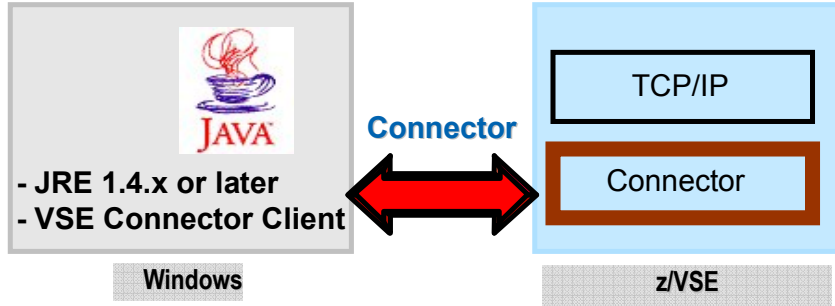 JAVA
- JRE 1.4.x or later
- VSE Connector Client
Windows
Connector
TCP/IP
Connector
z/VSE